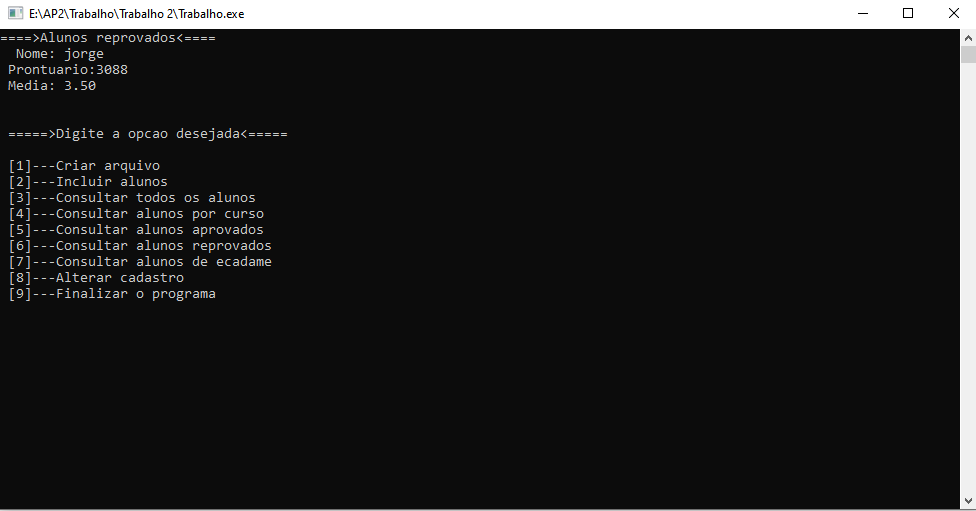 E:\AP2\Trabalho\Trabalho 2\Trabalho.exe
====>Alunos reprovados<====
Nome: jorge
Prontuario:3088
Media: 3.50
=====>Digite a opcao desejada<=====
[1]---Criar arquivo
[2]---Incluir alunos
[3]---Consultar todos os alunos
[4]---Consultar alunos por curso
[5]---Consultar alunos aprovados
[6]---Consultar alunos reprovados
[7]---Consultar alunos de ecadame
[8]---Alterar cadastro
[9]---Finalizar o programa